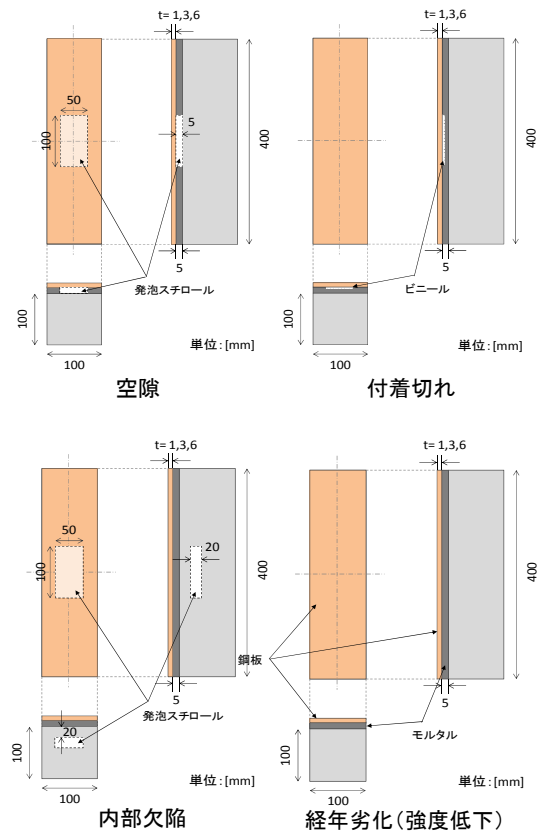 t= 1,3,6
50
100
5
400
5
発泡スチロール
100
100
単位: [mm]
空隙
t= 1,3,6
400
5
ビニール
100
100
単位: [mm]
付着切れ
t= 1,3,6
50
100
20
400
5
発泡スチロール
20
100
100
単位: [mm]
内部欠陥
t= 1,3,6
400
鋼板
5
モルタル
100
100
単位: [mm]
経年劣化(強度低下)